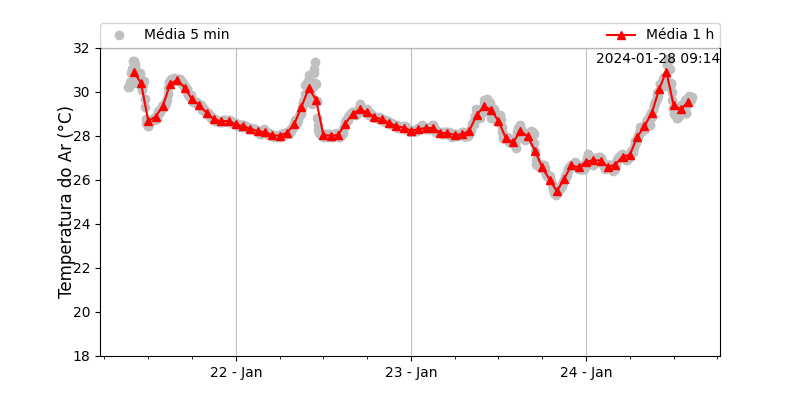 Média 5 min
Média 1 h
2024-01-28 09:14
Temperatura do Ar (°C)
32
30
28
26
24
22
20
18
22 - Jan
23 - Jan
24 - Jan